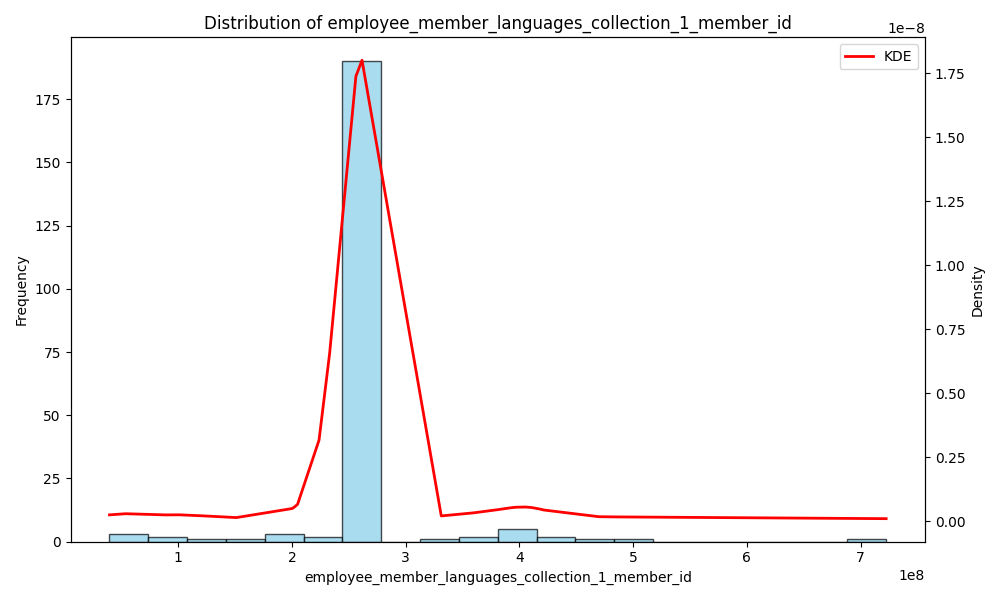 Distribution of employee_member_languages_collection_1_member_id
1e−8
KDE
175
150
125
100
75
50
25
0
Frequency
1.75
1.50
1.25
1.00
0.75
0.50
0.25
0.00
Density
1 2 3 4 5 6 7
1e8
employee_member_languages_collection_1_member_id